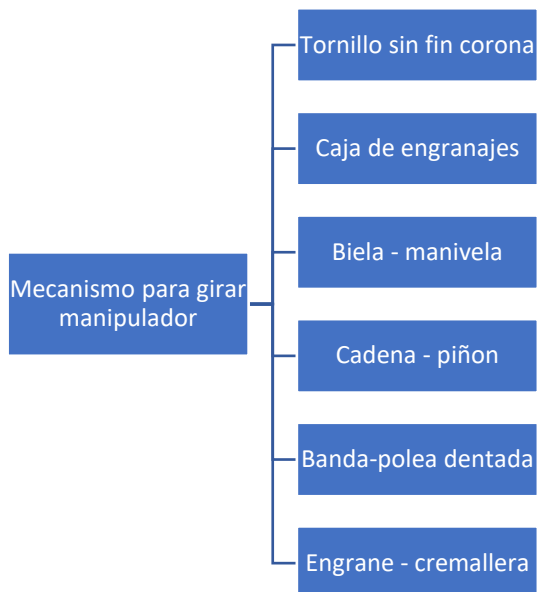 Tornillo sin fin corona
Caja de engranajes
Biela - manivela
Mecanismo para girar
manipulador
Cadena - piñon
Banda-polea dentada
Engrane - cremallera